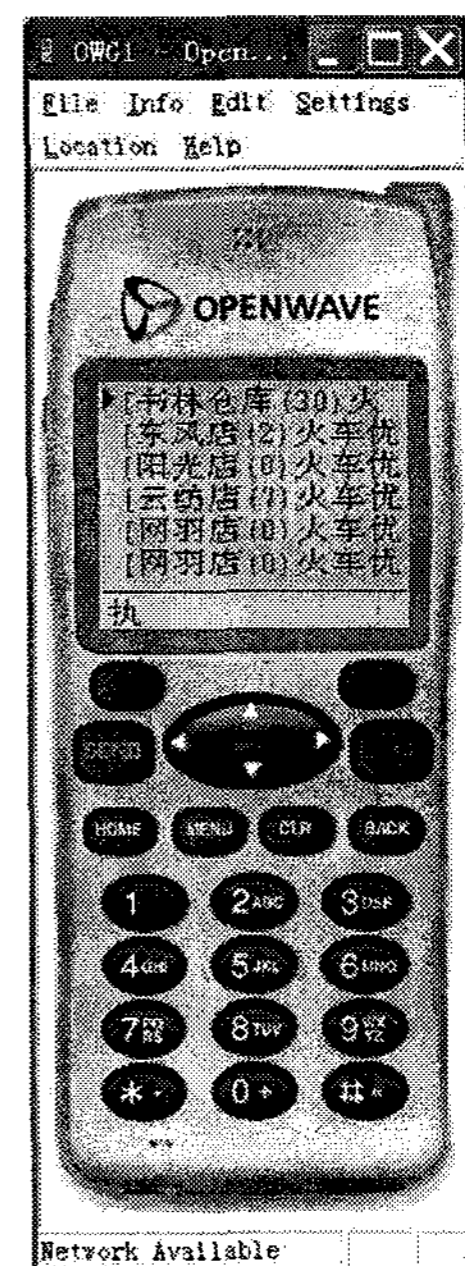 OWG1 - Open...
File Info Edit Settings
Location Help
OPENWAVE
[书林仓库(30)火
[东风店(2)火车优
[阳光店(0)火车优
[云纺店(7)火车优
[网羽店(0)火车优
[网羽店(0)火车优
执
SEND
HOME MENU CLR BACK
1 2ABC 3DEF
4GHI 5JKL 6MNO
7PQRS 8TUV 9WXYZ
* 0+ #
Network Available